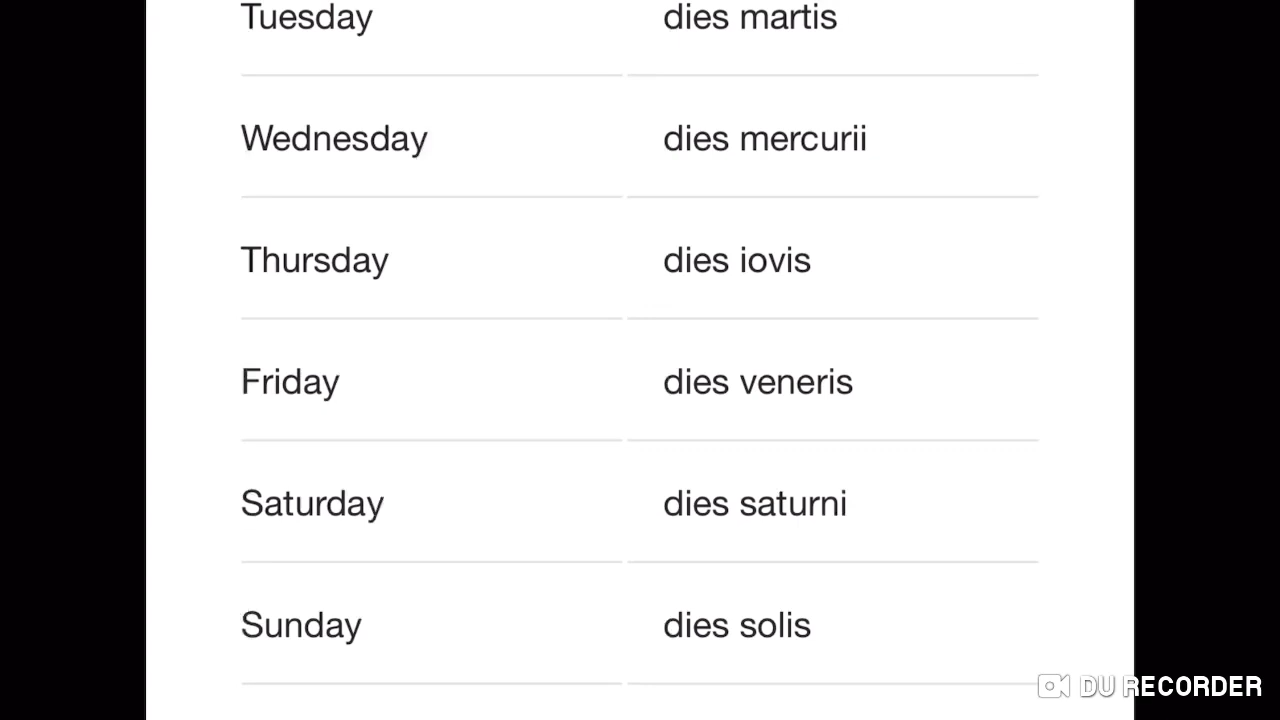 Tuesday dies martis
Wednesday dies mercurii
Thursday dies iovis
Friday dies veneris
Saturday dies saturni
Sunday dies solis
DU RECORDER